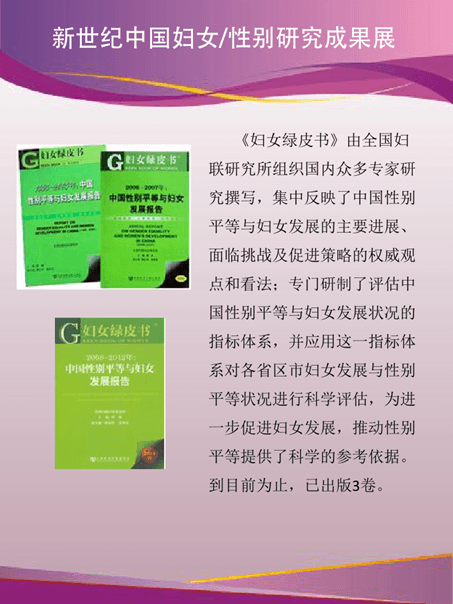 新世纪中国妇女/性别研究成果展
《妇女绿皮书》由全国妇
联研究所组织国内众多专家研
究撰写，集中反映了中国性别
平等与妇女发展的主要进展、
面临挑战及促进策略的权威观
点和看法；专门研制了评估中
国性别平等与妇女发展状况的
指标体系，并应用这一指标体
系对各省区市妇女发展与性别
平等状况进行科学评估，为进
一步促进妇女发展，推动性别
平等提供了科学的参考依据。
到目前为止，已出版3卷。
妇女绿皮书
中国
性别平等与妇女发展报告
妇女绿皮书
2006-2007年：
中国性别平等与妇女
发展报告
ANNUAL REPORT
ON GENDER EQUALITY
AND WOMEN'S DEVELOPMENT
IN CHINA
妇女绿皮书
2008-2012年：
中国性别平等与妇女
发展报告